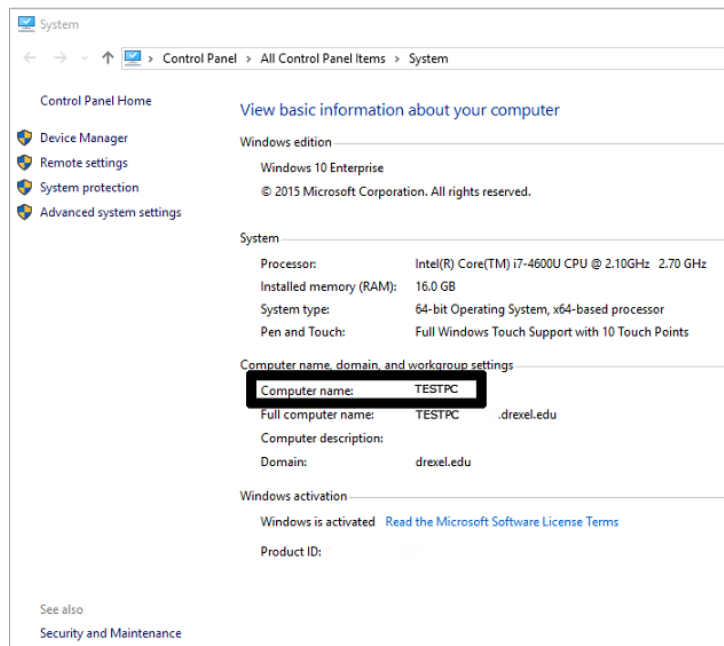 System
Control Panel > All Control Panel Items > System
Control Panel Home
Device Manager
Remote settings
System protection
Advanced system settings
View basic information about your computer
Windows edition
Windows 10 Enterprise
© 2015 Microsoft Corporation. All rights reserved.
System
Processor: Intel(R) Core(TM) i7-4600U CPU @ 2.10GHz 2.70 GHz
Installed memory (RAM): 16.0 GB
System type: 64-bit Operating System, x64-based processor
Pen and Touch: Full Windows Touch Support with 10 Touch Points
Computer name, domain, and workgroup settings
Computer name: TESTPC
Full computer name: TESTPC .drexel.edu
Computer description:
Domain: drexel.edu
Windows activation
Windows is activated Read the Microsoft Software License Terms
Product ID:
See also
Security and Maintenance